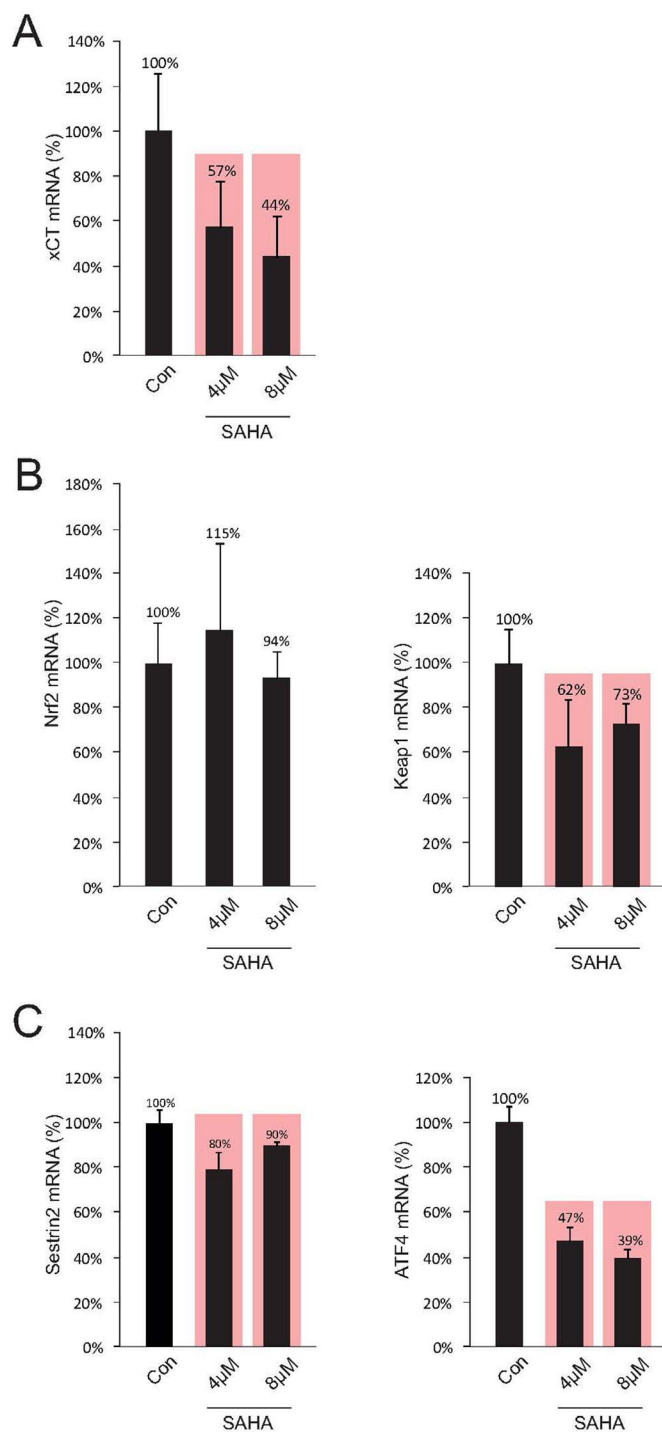 A
xCT mRNA (%)
140%
120%
100%
80%
60%
40%
20%
0%
100%
57%
44%
Con
4µM
8µM
SAHA
B
Nrf2 mRNA (%)
180%
160%
140%
120%
100%
80%
60%
40%
20%
0%
100%
115%
94%
Con
4µM
8µM
SAHA
Keap1 mRNA (%)
140%
120%
100%
80%
60%
40%
20%
0%
100%
62%
73%
Con
4µM
8µM
SAHA
C
Sestrin2 mRNA (%)
140%
120%
100%
80%
60%
40%
20%
0%
100%
80%
90%
Con
4µM
8µM
SAHA
ATF4 mRNA (%)
120%
100%
80%
60%
40%
20%
0%
100%
47%
39%
Con
4µM
8µM
SAHA